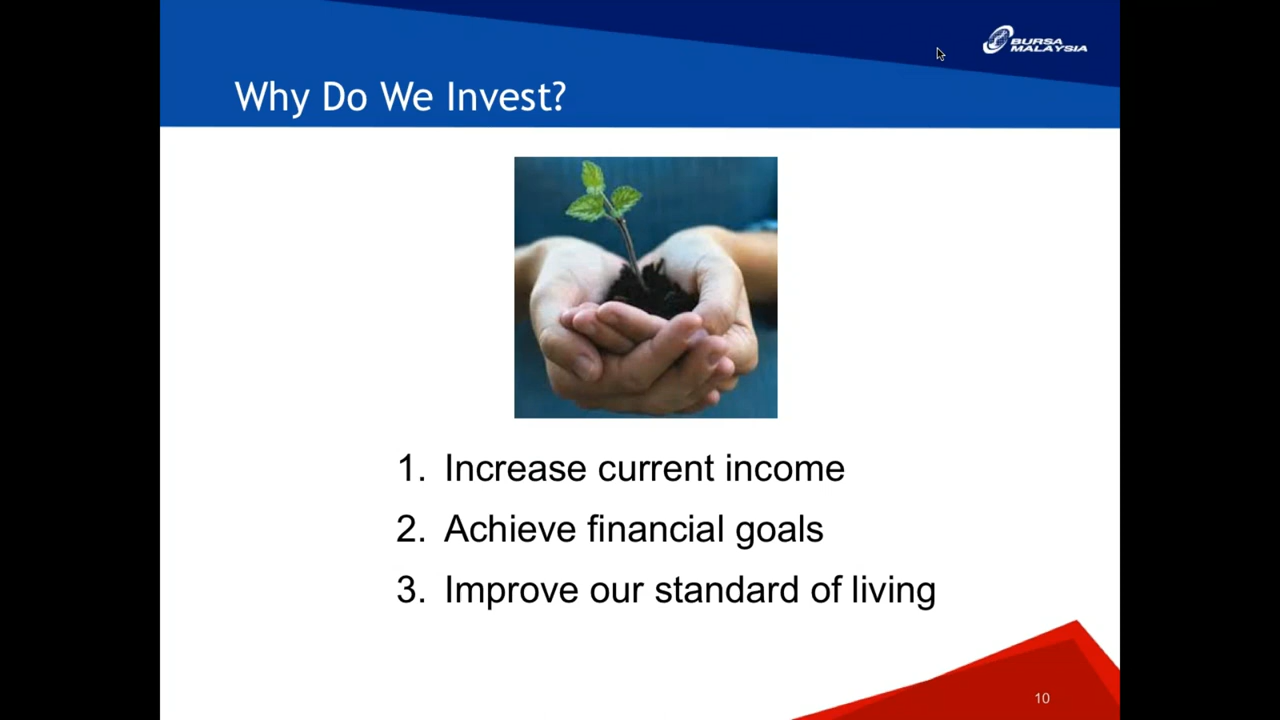 BURSA
MALAYSIA
Why Do We Invest?
1. Increase current income
2. Achieve financial goals
3. Improve our standard of living
10